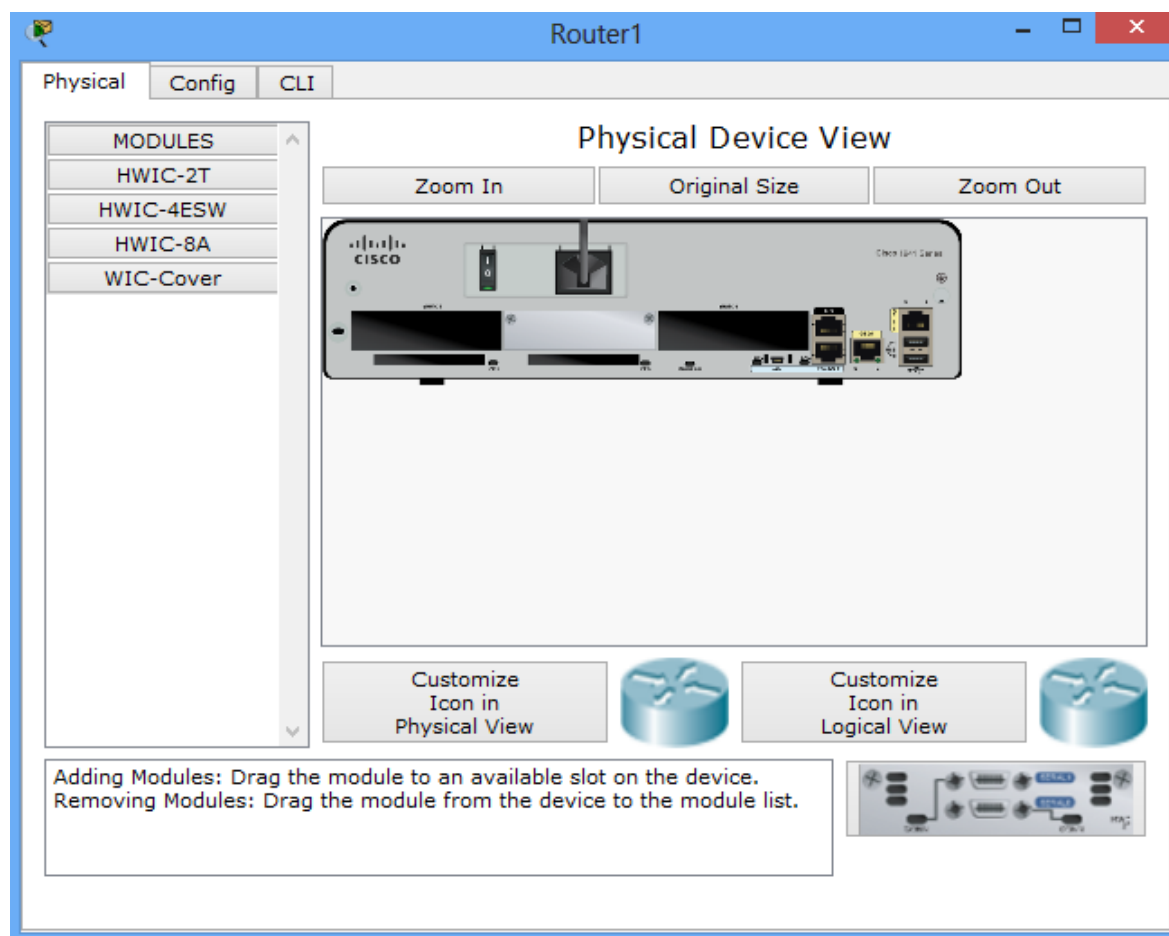 Router1
Physical Config CLI
MODULES
HWIC-2T
HWIC-4ESW
HWIC-8A
WIC-Cover
Physical Device View
Zoom In Original Size Zoom Out
CISCO
Customize
Icon in
Physical View
Customize
Icon in
Logical View
Adding Modules: Drag the module to an available slot on the device.
Removing Modules: Drag the module from the device to the module list.